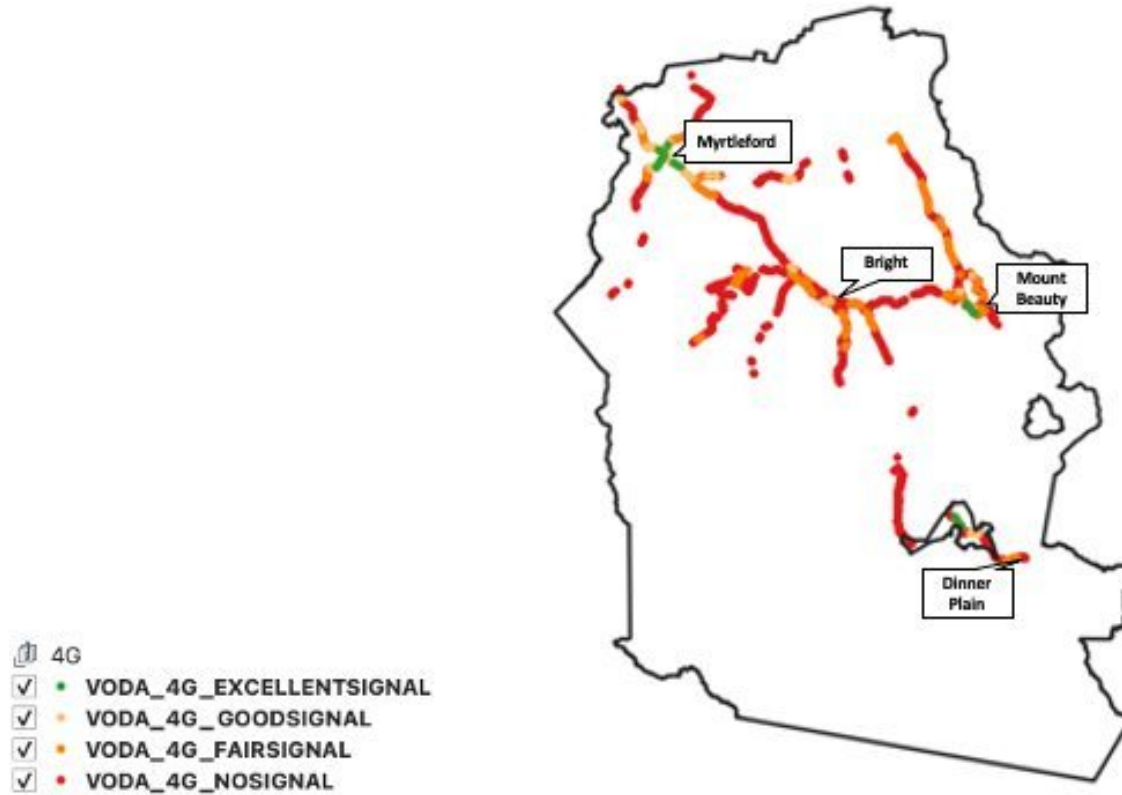 Myrtleford
Bright
Mount
Beauty
Dinner
Plain
4G
VODA_4G_EXCELLENTSIGNAL
VODA_4G_GOODSIGNAL
VODA_4G_FAIRSIGNAL
VODA_4G_NOSIGNAL